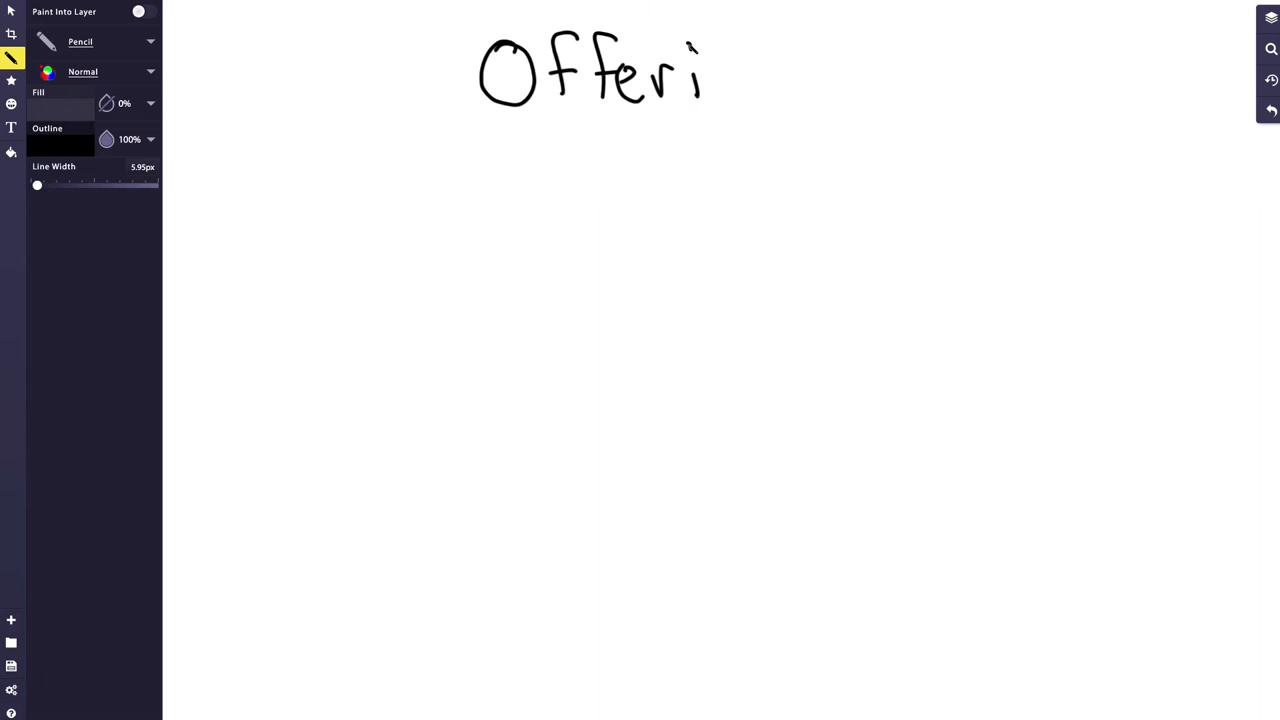 Paint Into Layer
Offeri
Pencil
Normal
Fill
0%
Outline
100%
Line Width 5.95px